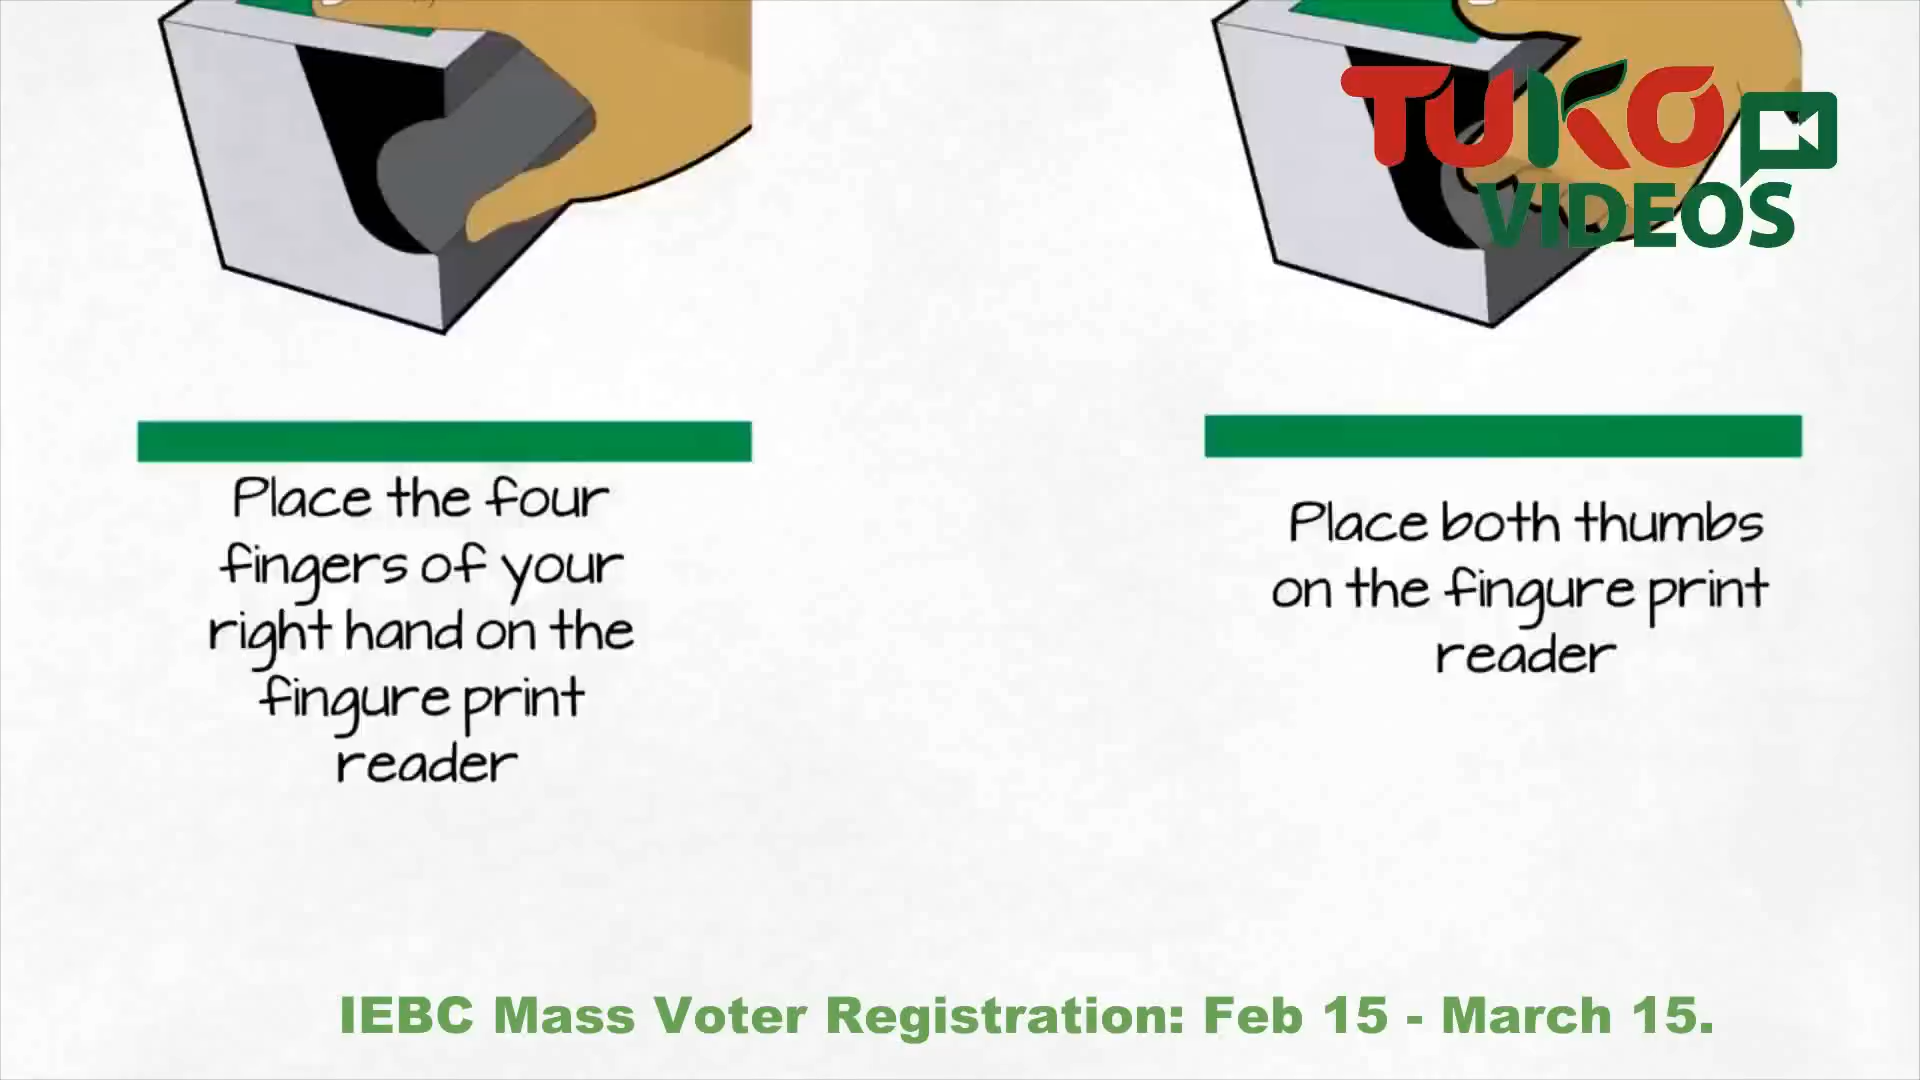 TUKO
VIDEOS
Place the four
fingers of your
right hand on the
fingure print
reader
Place both thumbs
on the fingure print
reader
IEBC Mass Voter Registration: Feb 15 - March 15.